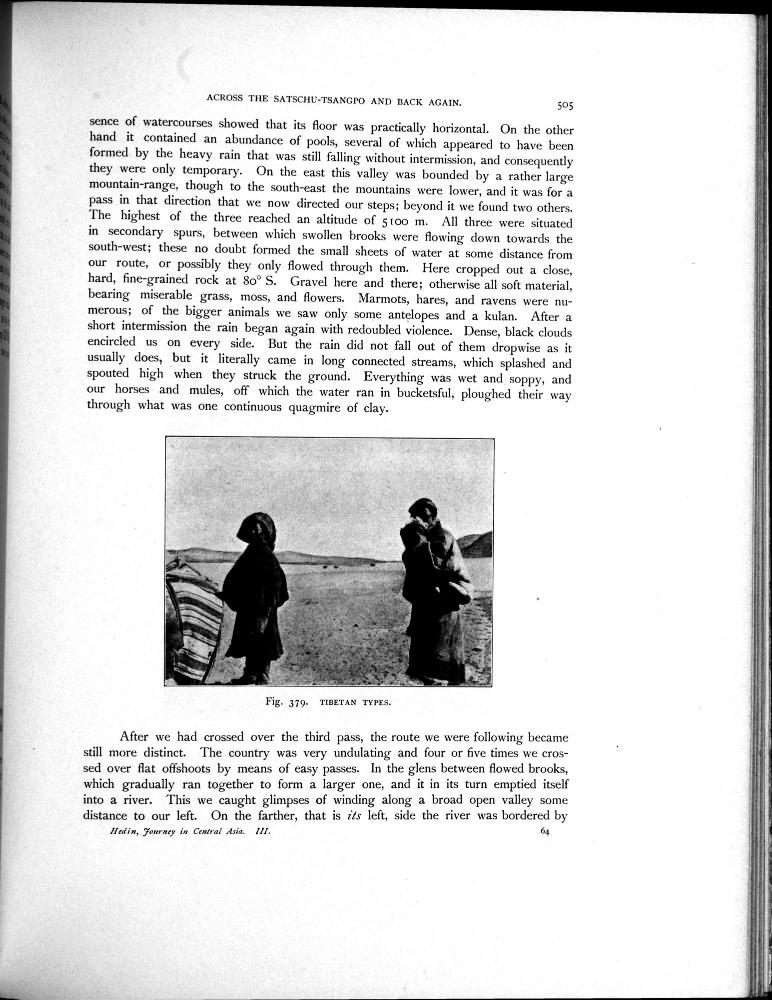 ACROSS THE SATSCHU-TSANGPO AND BACK AGAIN.
505
sence of watercourses showed that its floor was practically horizontal. On the other
hand it contained an abundance of pools, several of which appeared to have been
formed by the heavy rain that was still falling without intermission, and consequently
they were only temporary. On the east this valley was bounded by a rather large
mountain-range, though to the south-east the mountains were lower, and it was for a
pass in that direction that we now directed our steps; beyond it we found two others.
The highest of the three reached an altitude of 5100 m. All three were situated
in secondary spurs, between which swollen brooks were flowing down towards the
south-west; these no doubt formed the small sheets of water at some distance from
our route, or possibly they only flowed through them. Here cropped out a close,
hard, fine-grained rock at 80° S. Gravel here and there; otherwise all soft material,
bearing miserable grass, moss, and flowers. Marmots, hares, and ravens were nu-
merous; of the bigger animals we saw only some antelopes and a kulan. After a
short intermission the rain began again with redoubled violence. Dense, black clouds
encircled us on every side. But the rain did not fall out of them dropwise as it
usually does, but it literally came in long connected streams, which splashed and
spouted high when they struck the ground. Everything was wet and soppy, and
our horses and mules, off which the water ran in bucketsful, ploughed their way
through what was one continuous quagmire of clay.
Fig. 379. TIBETAN TYPES.
After we had crossed over the third pass, the route we were following became
still more distinct. The country was very undulating and four or five times we cros-
sed over flat offshoots by means of easy passes. In the glens between flowed brooks,
which gradually ran together to form a larger one, and it in its turn emptied itself
into a river. This we caught glimpses of winding along a broad open valley some
distance to our left. On the farther, that is its left, side the river was bordered by
Hedin, Journey in Central Asia. III.
64